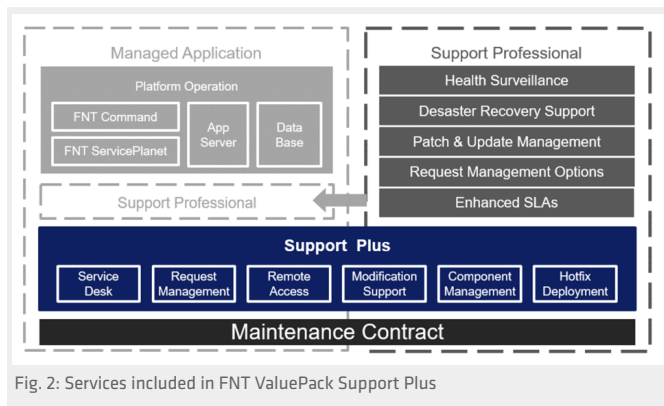 Managed Application
Platform Operation
FNT Command
FNT ServicePlanet
App
Server
Data
Base
Support Professional
Support Professional
Health Surveillance
Desaster Recovery Support
Patch & Update Management
Request Management Options
Enhanced SLAs
Support Plus
Service
Desk
Request
Management
Remote
Access
Modification
Support
Component
Management
Hotfix
Deployment
Maintenance Contract
Fig. 2: Services included in FNT ValuePack Support Plus